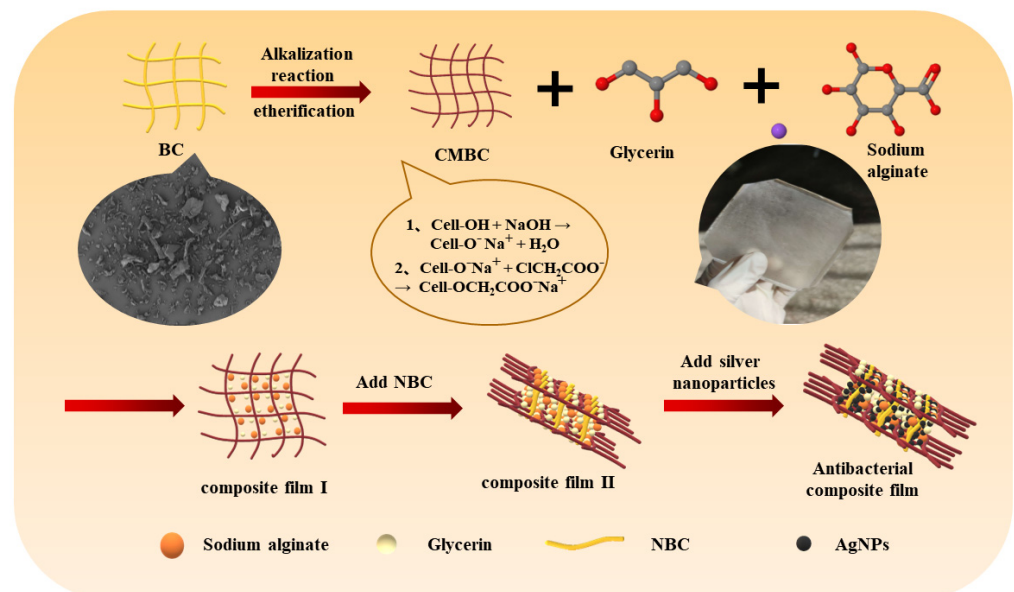 Alkalization
reaction
etherification
BC
CMBC
Glycerin
Sodium
alginate
1、Cell-OH + NaOH →
Cell-O⁻ Na⁺ + H₂O
2、Cell-O⁻Na⁺ + ClCH₂COO⁻
→ Cell-OCH₂COO⁻Na⁺
Add NBC
Add silver
nanoparticles
composite film I
composite film II
Antibacterial
composite film
Sodium alginate
Glycerin
NBC
AgNPs